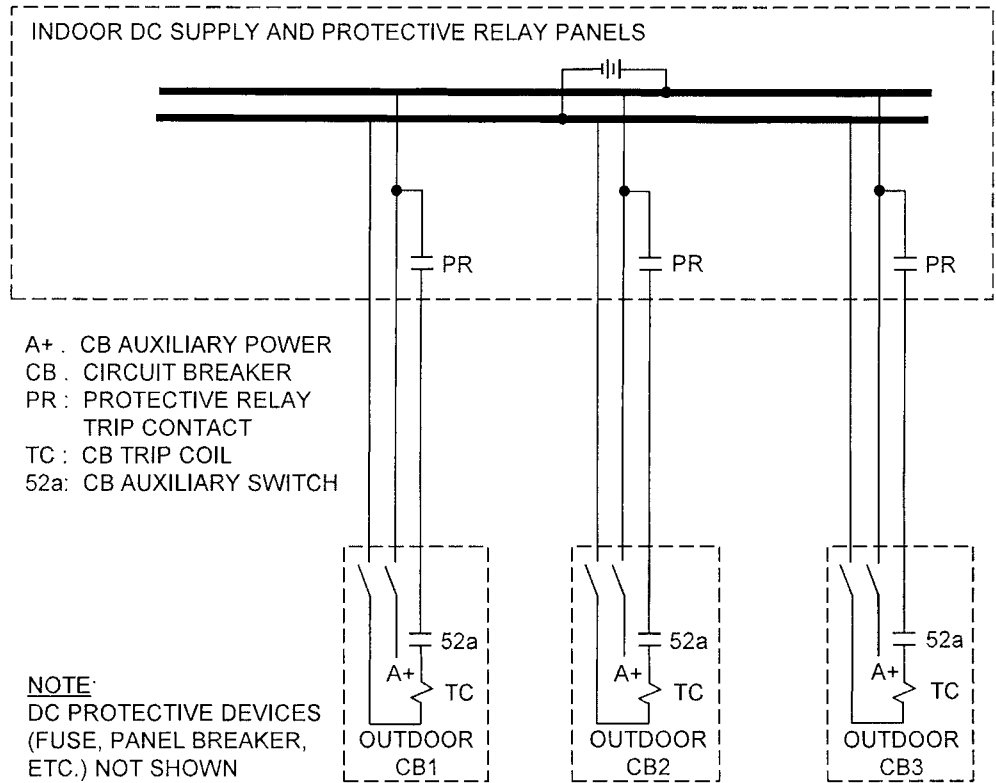 INDOOR DC SUPPLY AND PROTECTIVE RELAY PANELS
PR
PR
PR
A+ . CB AUXILIARY POWER
CB . CIRCUIT BREAKER
PR : PROTECTIVE RELAY
TRIP CONTACT
TC : CB TRIP COIL
52a: CB AUXILIARY SWITCH
52a
A+
TC
OUTDOOR
CB1
52a
A+
TC
OUTDOOR
CB2
52a
A+
TC
OUTDOOR
CB3
NOTE·
DC PROTECTIVE DEVICES
(FUSE, PANEL BREAKER,
ETC.) NOT SHOWN